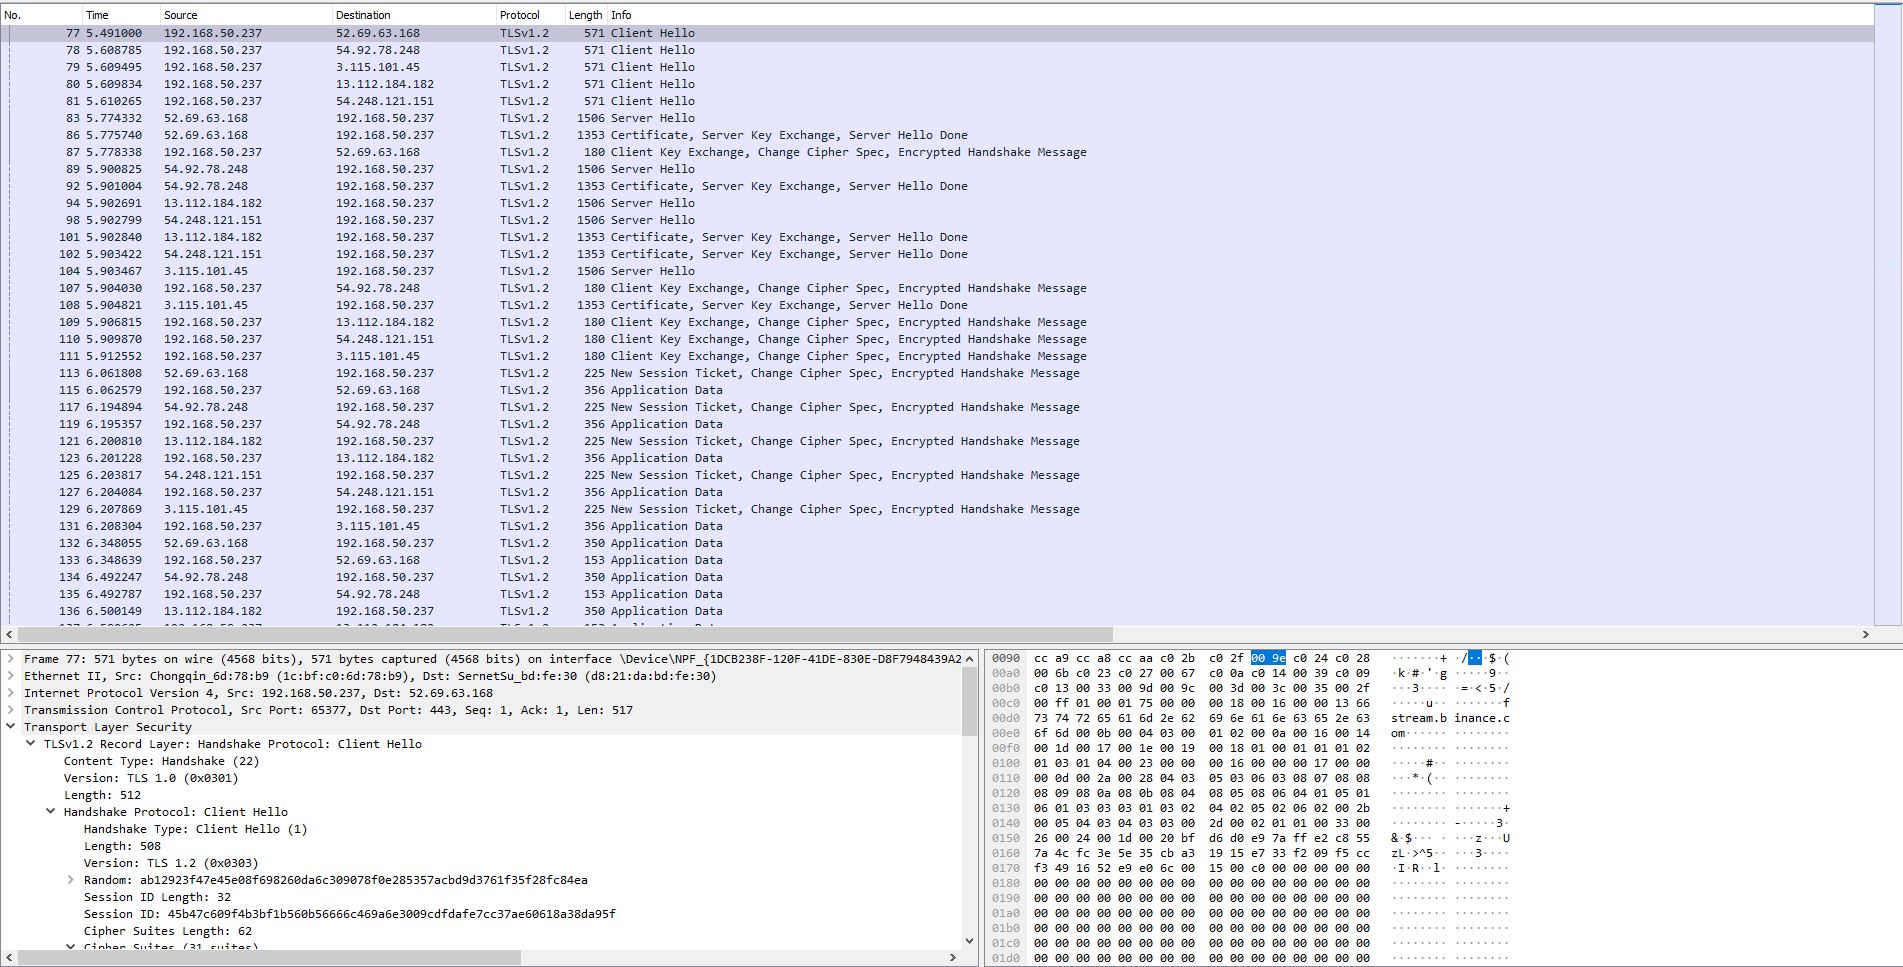 No. Time Source Destination Protocol Length Info
77 5.491000 192.168.50.237 52.69.63.168 TLSv1.2 571 Client Hello
78 5.608785 192.168.50.237 54.92.78.248 TLSv1.2 571 Client Hello
79 5.609495 192.168.50.237 3.115.101.45 TLSv1.2 571 Client Hello
80 5.609834 192.168.50.237 13.112.184.182 TLSv1.2 571 Client Hello
81 5.610265 192.168.50.237 54.248.121.151 TLSv1.2 571 Client Hello
83 5.774332 52.69.63.168 192.168.50.237 TLSv1.2 1506 Server Hello
86 5.775740 52.69.63.168 192.168.50.237 TLSv1.2 1353 Certificate, Server Key Exchange, Server Hello Done
87 5.778338 192.168.50.237 52.69.63.168 TLSv1.2 180 Client Key Exchange, Change Cipher Spec, Encrypted Handshake Message
89 5.900825 54.92.78.248 192.168.50.237 TLSv1.2 1506 Server Hello
92 5.901004 54.92.78.248 192.168.50.237 TLSv1.2 1353 Certificate, Server Key Exchange, Server Hello Done
94 5.902691 13.112.184.182 192.168.50.237 TLSv1.2 1506 Server Hello
98 5.902799 54.248.121.151 192.168.50.237 TLSv1.2 1506 Server Hello
101 5.902840 13.112.184.182 192.168.50.237 TLSv1.2 1353 Certificate, Server Key Exchange, Server Hello Done
102 5.903422 54.248.121.151 192.168.50.237 TLSv1.2 1353 Certificate, Server Key Exchange, Server Hello Done
104 5.903467 3.115.101.45 192.168.50.237 TLSv1.2 1506 Server Hello
107 5.904030 192.168.50.237 54.92.78.248 TLSv1.2 180 Client Key Exchange, Change Cipher Spec, Encrypted Handshake Message
108 5.904821 3.115.101.45 192.168.50.237 TLSv1.2 1353 Certificate, Server Key Exchange, Server Hello Done
109 5.906815 192.168.50.237 13.112.184.182 TLSv1.2 180 Client Key Exchange, Change Cipher Spec, Encrypted Handshake Message
110 5.909870 192.168.50.237 54.248.121.151 TLSv1.2 180 Client Key Exchange, Change Cipher Spec, Encrypted Handshake Message
111 5.912552 192.168.50.237 3.115.101.45 TLSv1.2 180 Client Key Exchange, Change Cipher Spec, Encrypted Handshake Message
113 6.061808 52.69.63.168 192.168.50.237 TLSv1.2 225 New Session Ticket, Change Cipher Spec, Encrypted Handshake Message
115 6.062579 192.168.50.237 52.69.63.168 TLSv1.2 356 Application Data
117 6.194894 54.92.78.248 192.168.50.237 TLSv1.2 225 New Session Ticket, Change Cipher Spec, Encrypted Handshake Message
119 6.195357 192.168.50.237 54.92.78.248 TLSv1.2 356 Application Data
121 6.200810 13.112.184.182 192.168.50.237 TLSv1.2 225 New Session Ticket, Change Cipher Spec, Encrypted Handshake Message
123 6.201228 192.168.50.237 13.112.184.182 TLSv1.2 356 Application Data
125 6.203817 54.248.121.151 192.168.50.237 TLSv1.2 225 New Session Ticket, Change Cipher Spec, Encrypted Handshake Message
127 6.204084 192.168.50.237 54.248.121.151 TLSv1.2 356 Application Data
129 6.207869 3.115.101.45 192.168.50.237 TLSv1.2 225 New Session Ticket, Change Cipher Spec, Encrypted Handshake Message
131 6.208304 192.168.50.237 3.115.101.45 TLSv1.2 356 Application Data
132 6.348055 52.69.63.168 192.168.50.237 TLSv1.2 350 Application Data
133 6.348639 192.168.50.237 52.69.63.168 TLSv1.2 153 Application Data
134 6.492247 54.92.78.248 192.168.50.237 TLSv1.2 350 Application Data
135 6.492787 192.168.50.237 54.92.78.248 TLSv1.2 153 Application Data
136 6.500149 13.112.184.182 192.168.50.237 TLSv1.2 350 Application Data
Frame 77: 571 bytes on wire (4568 bits), 571 bytes captured (4568 bits) on interface \Device\NPF_{1DCB238F-120F-41DE-830E-D8F7948439A2
Ethernet II, Src: Chongqin_6d:78:b9 (1c:bf:c0:6d:78:b9), Dst: SernetSu_bd:fe:30 (d8:21:da:bd:fe:30)
Internet Protocol Version 4, Src: 192.168.50.237, Dst: 52.69.63.168
Transmission Control Protocol, Src Port: 65377, Dst Port: 443, Seq: 1, Ack: 1, Len: 517
Transport Layer Security
TLSv1.2 Record Layer: Handshake Protocol: Client Hello
Content Type: Handshake (22)
Version: TLS 1.0 (0x0301)
Length: 512
Handshake Protocol: Client Hello
Handshake Type: Client Hello (1)
Length: 508
Version: TLS 1.2 (0x0303)
Random: ab12923f47e45e08f698260da6c309078f0e285357acbd9d3761f35f28fc84ea
Session ID Length: 32
Session ID: 45b47c609f4b3bf1b560b56666c469a6e3009cdfdafe7cc37ae60618a38da95f
Cipher Suites Length: 62
Cipher Suites (31 suites)
0090 cc a9 cc a8 cc aa c0 2b c0 2f 00 9e c0 24 c0 28 ·······+ ·/···$·(
00a0 00 6b c0 23 c0 27 00 67 c0 0a c0 14 00 39 c0 09 ·k·#·'·g ·····9··
00b0 c0 13 00 33 00 9d 00 9c 00 3d 00 3c 00 35 00 2f ···3···· ·=·<·5·/
00c0 00 ff 01 00 01 75 00 00 00 18 00 16 00 00 13 66 ·····u·· ·······f
00d0 73 74 72 65 61 6d 2e 62 69 6e 61 6e 63 65 2e 63 stream.b inance.c
00e0 6f 6d 00 0b 00 04 03 00 01 02 00 0a 00 16 00 14 om······ ········
00f0 00 1d 00 17 00 1e 00 19 00 18 01 00 01 01 01 02 ········ ········
0100 01 03 01 04 00 23 00 00 00 16 00 00 00 17 00 00 ·····#·· ········
0110 00 0d 00 2a 00 28 04 03 05 03 06 03 08 07 08 08 ···*·(·· ········
0120 08 09 08 0a 08 0b 08 04 08 05 08 06 04 01 05 01 ········ ········
0130 06 01 03 03 03 01 03 02 04 02 05 02 06 02 00 2b ········ ·······+
0140 00 05 04 03 04 03 03 00 2d 00 02 01 01 00 33 00 ········ -·····3·
0150 26 00 24 00 1d 00 20 bf d6 d0 e9 7a ff e2 c8 55 &·$··· · ···z···U
0160 7a 4c fc 3e 5e 35 cb a3 19 15 e7 33 f2 09 f5 cc zL·>^5·· ···3····
0170 f3 49 16 52 e9 e0 6c 00 15 00 c0 00 00 00 00 00 ·I·R··l· ········
0180 00 00 00 00 00 00 00 00 00 00 00 00 00 00 00 00 ········ ········
0190 00 00 00 00 00 00 00 00 00 00 00 00 00 00 00 00 ········ ········
01a0 00 00 00 00 00 00 00 00 00 00 00 00 00 00 00 00 ········ ········
01b0 00 00 00 00 00 00 00 00 00 00 00 00 00 00 00 00 ········ ········
01c0 00 00 00 00 00 00 00 00 00 00 00 00 00 00 00 00 ········ ········
01d0 00 00 00 00 00 00 00 00 00 00 00 00 00 00 00 00 ········ ········